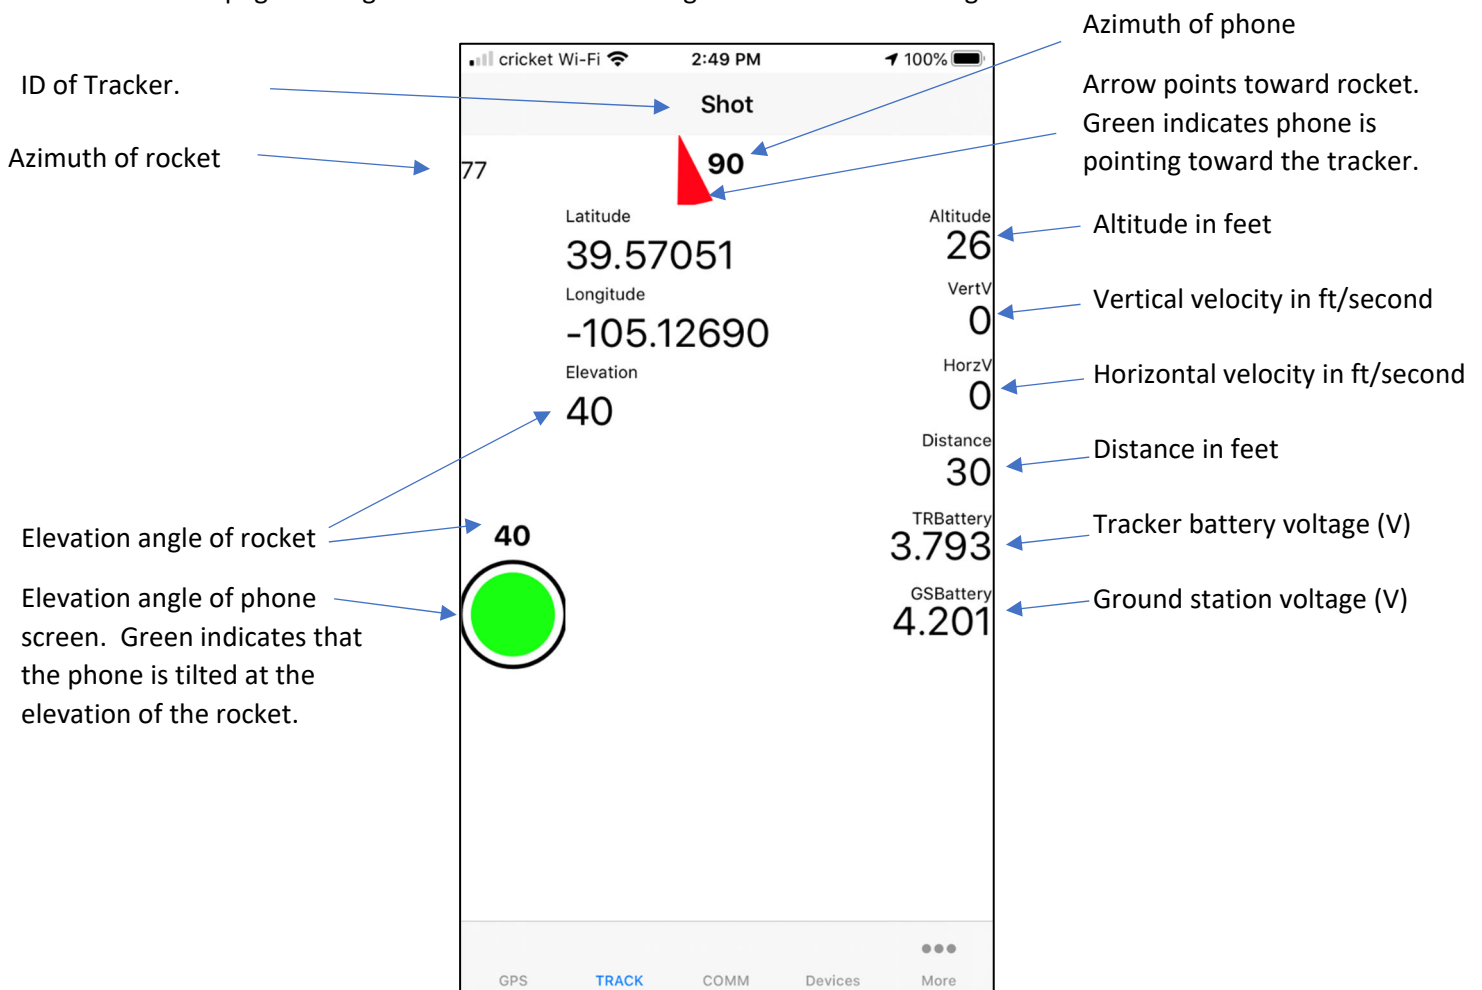 Azimuth of phone
cricket Wi-Fi 2:49 PM 100%
ID of Tracker.
Shot
Arrow points toward rocket.
Green indicates phone is
pointing toward the tracker.
Azimuth of rocket
77
90
Latitude
39.57051
Longitude
-105.12690
Elevation
40
Altitude
26
Altitude in feet
VertV
0
Vertical velocity in ft/second
HorzV
0
Horizontal velocity in ft/second
Distance
30
Distance in feet
Elevation angle of rocket
40
TRBattery
3.793
Tracker battery voltage (V)
Elevation angle of phone
screen. Green indicates that
the phone is tilted at the
elevation of the rocket.
GSBattery
4.201
Ground station voltage (V)
GPS TRACK COMM Devices More